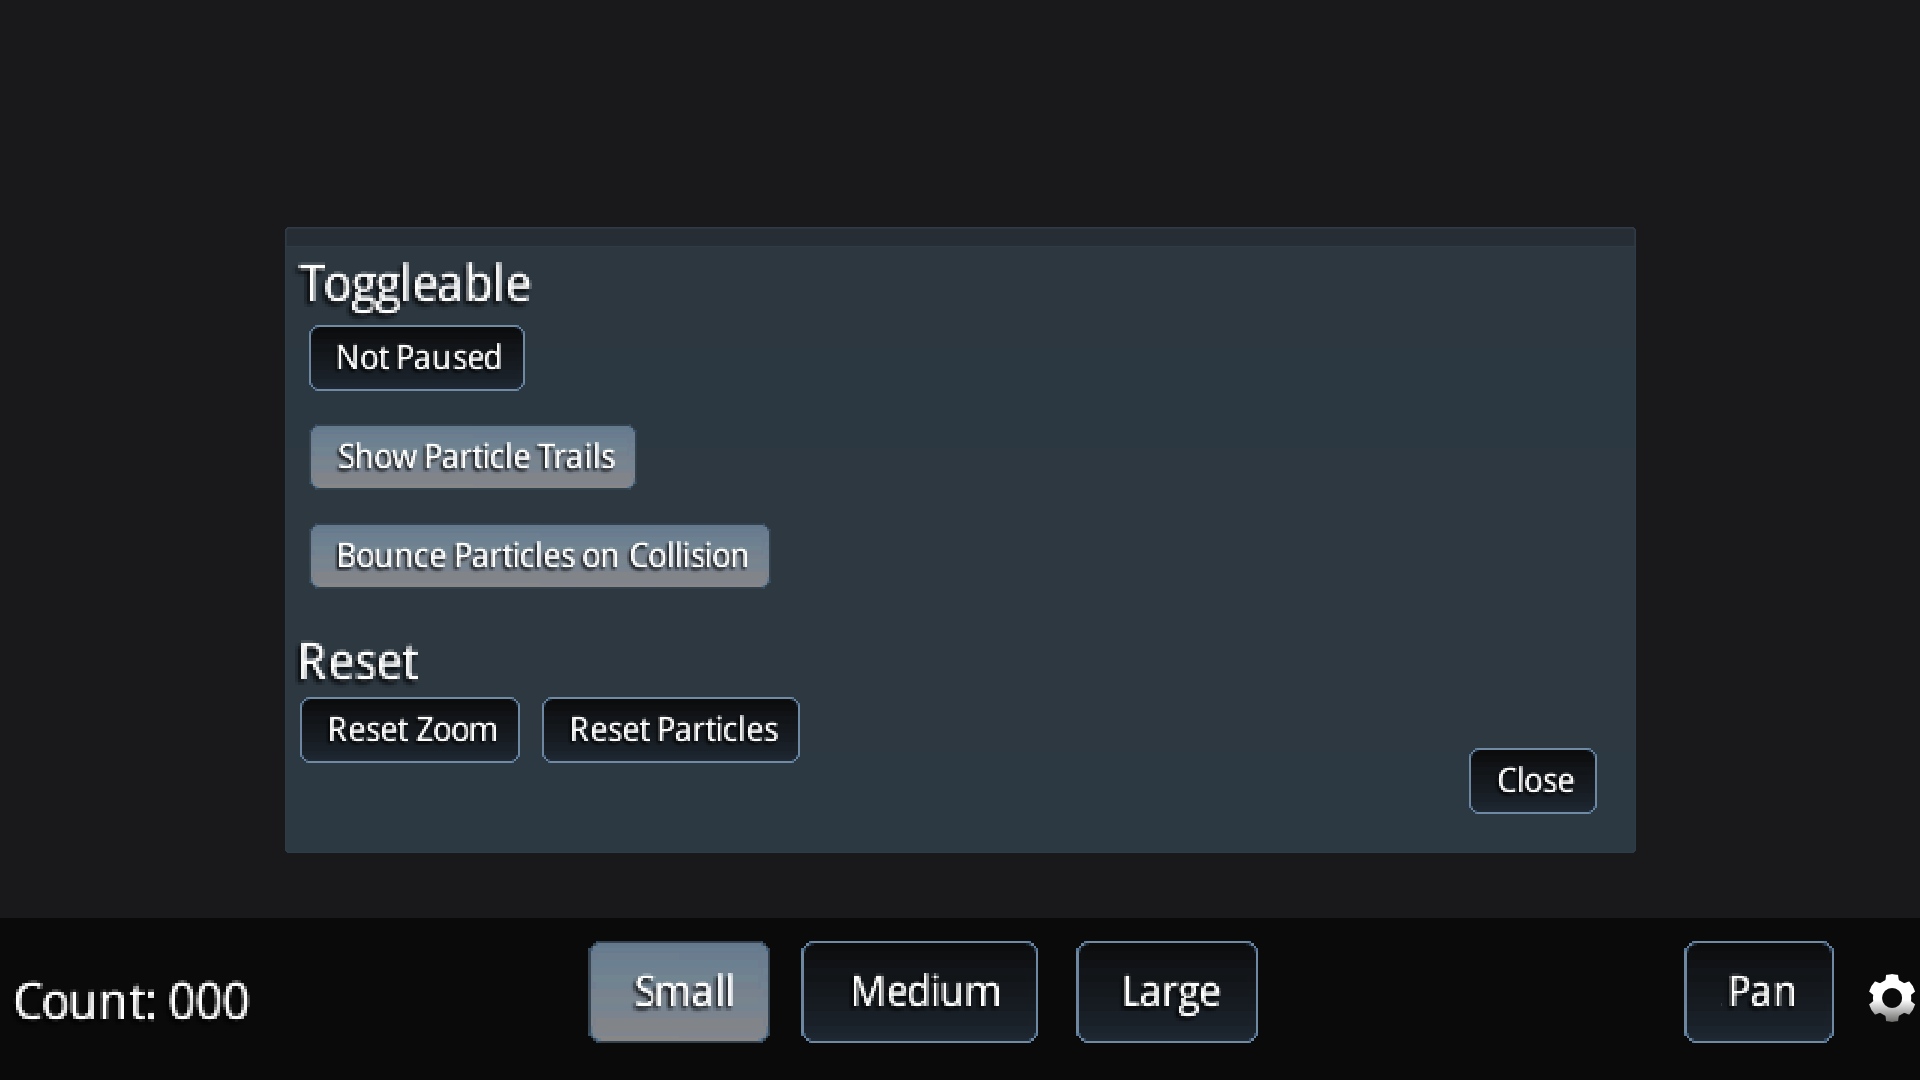 Toggleable
Not Paused
Show Particle Trails
Bounce Particles on Collision
Reset
Reset Zoom
Reset Particles
Close
Count: 000
Small
Medium
Large
Pan